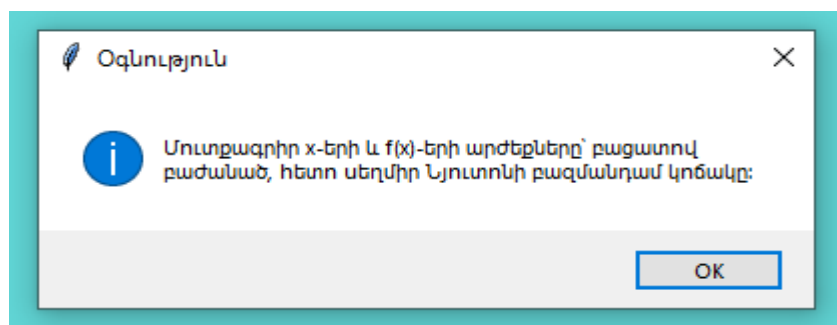 Օգնություն
Մուտքագրիր x-երի և f(x)-երի արժեքները՝ բացատով
բաժանած, հետո սեղմիր Նյուտոնի բազմանդամ կոճակը:
OK